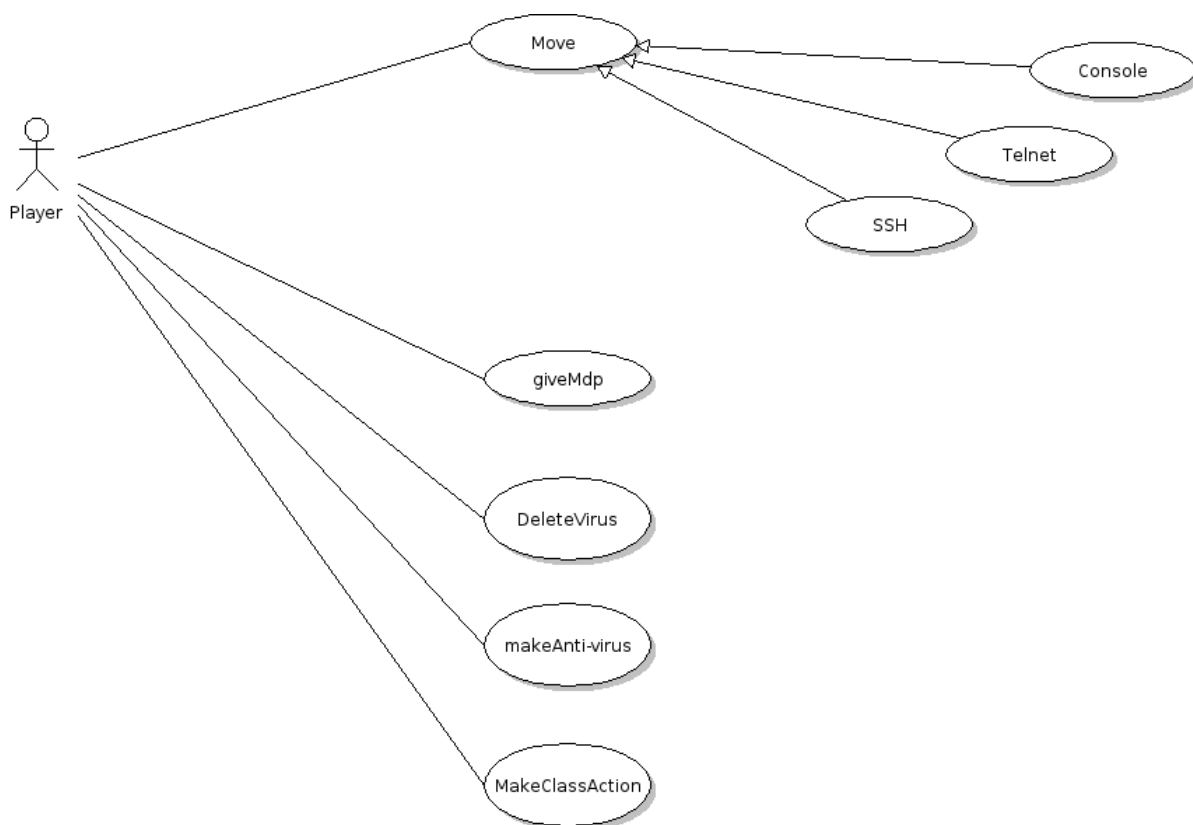 Move
Console
Telnet
Player
SSH
giveMdp
DeleteVirus
makeAnti-virus
MakeClassAction